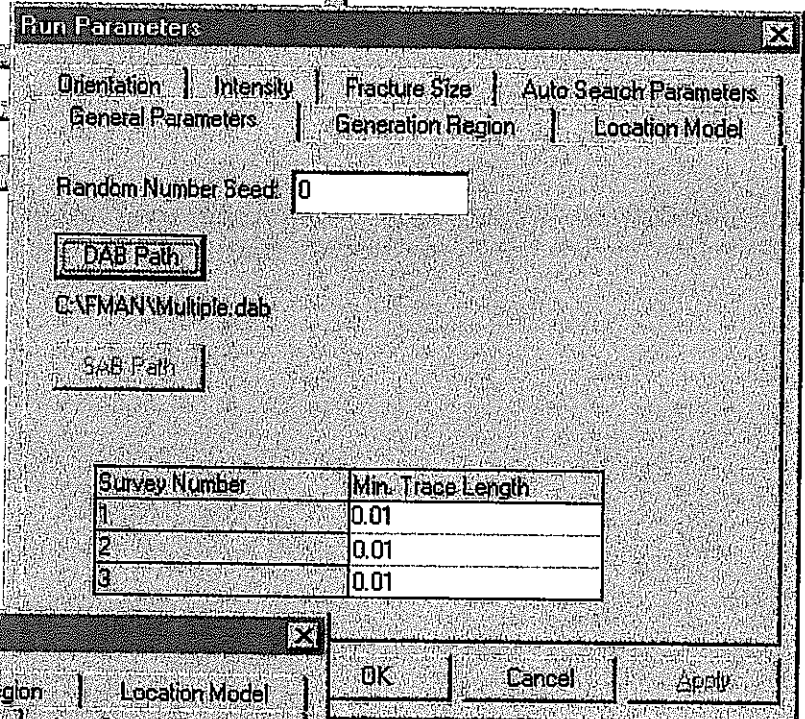 Run Parameters
Orientation Intensity Fracture Size Auto Search Parameters
General Parameters Generation Region Location Model
Random Number Seed: 0
DAB Path
C:\FMAN\Multiple.dab
SAB Path
Survey Number Min. Trace Length
1 0.01
2 0.01
3 0.01
OK Cancel Apply
gion Location Model